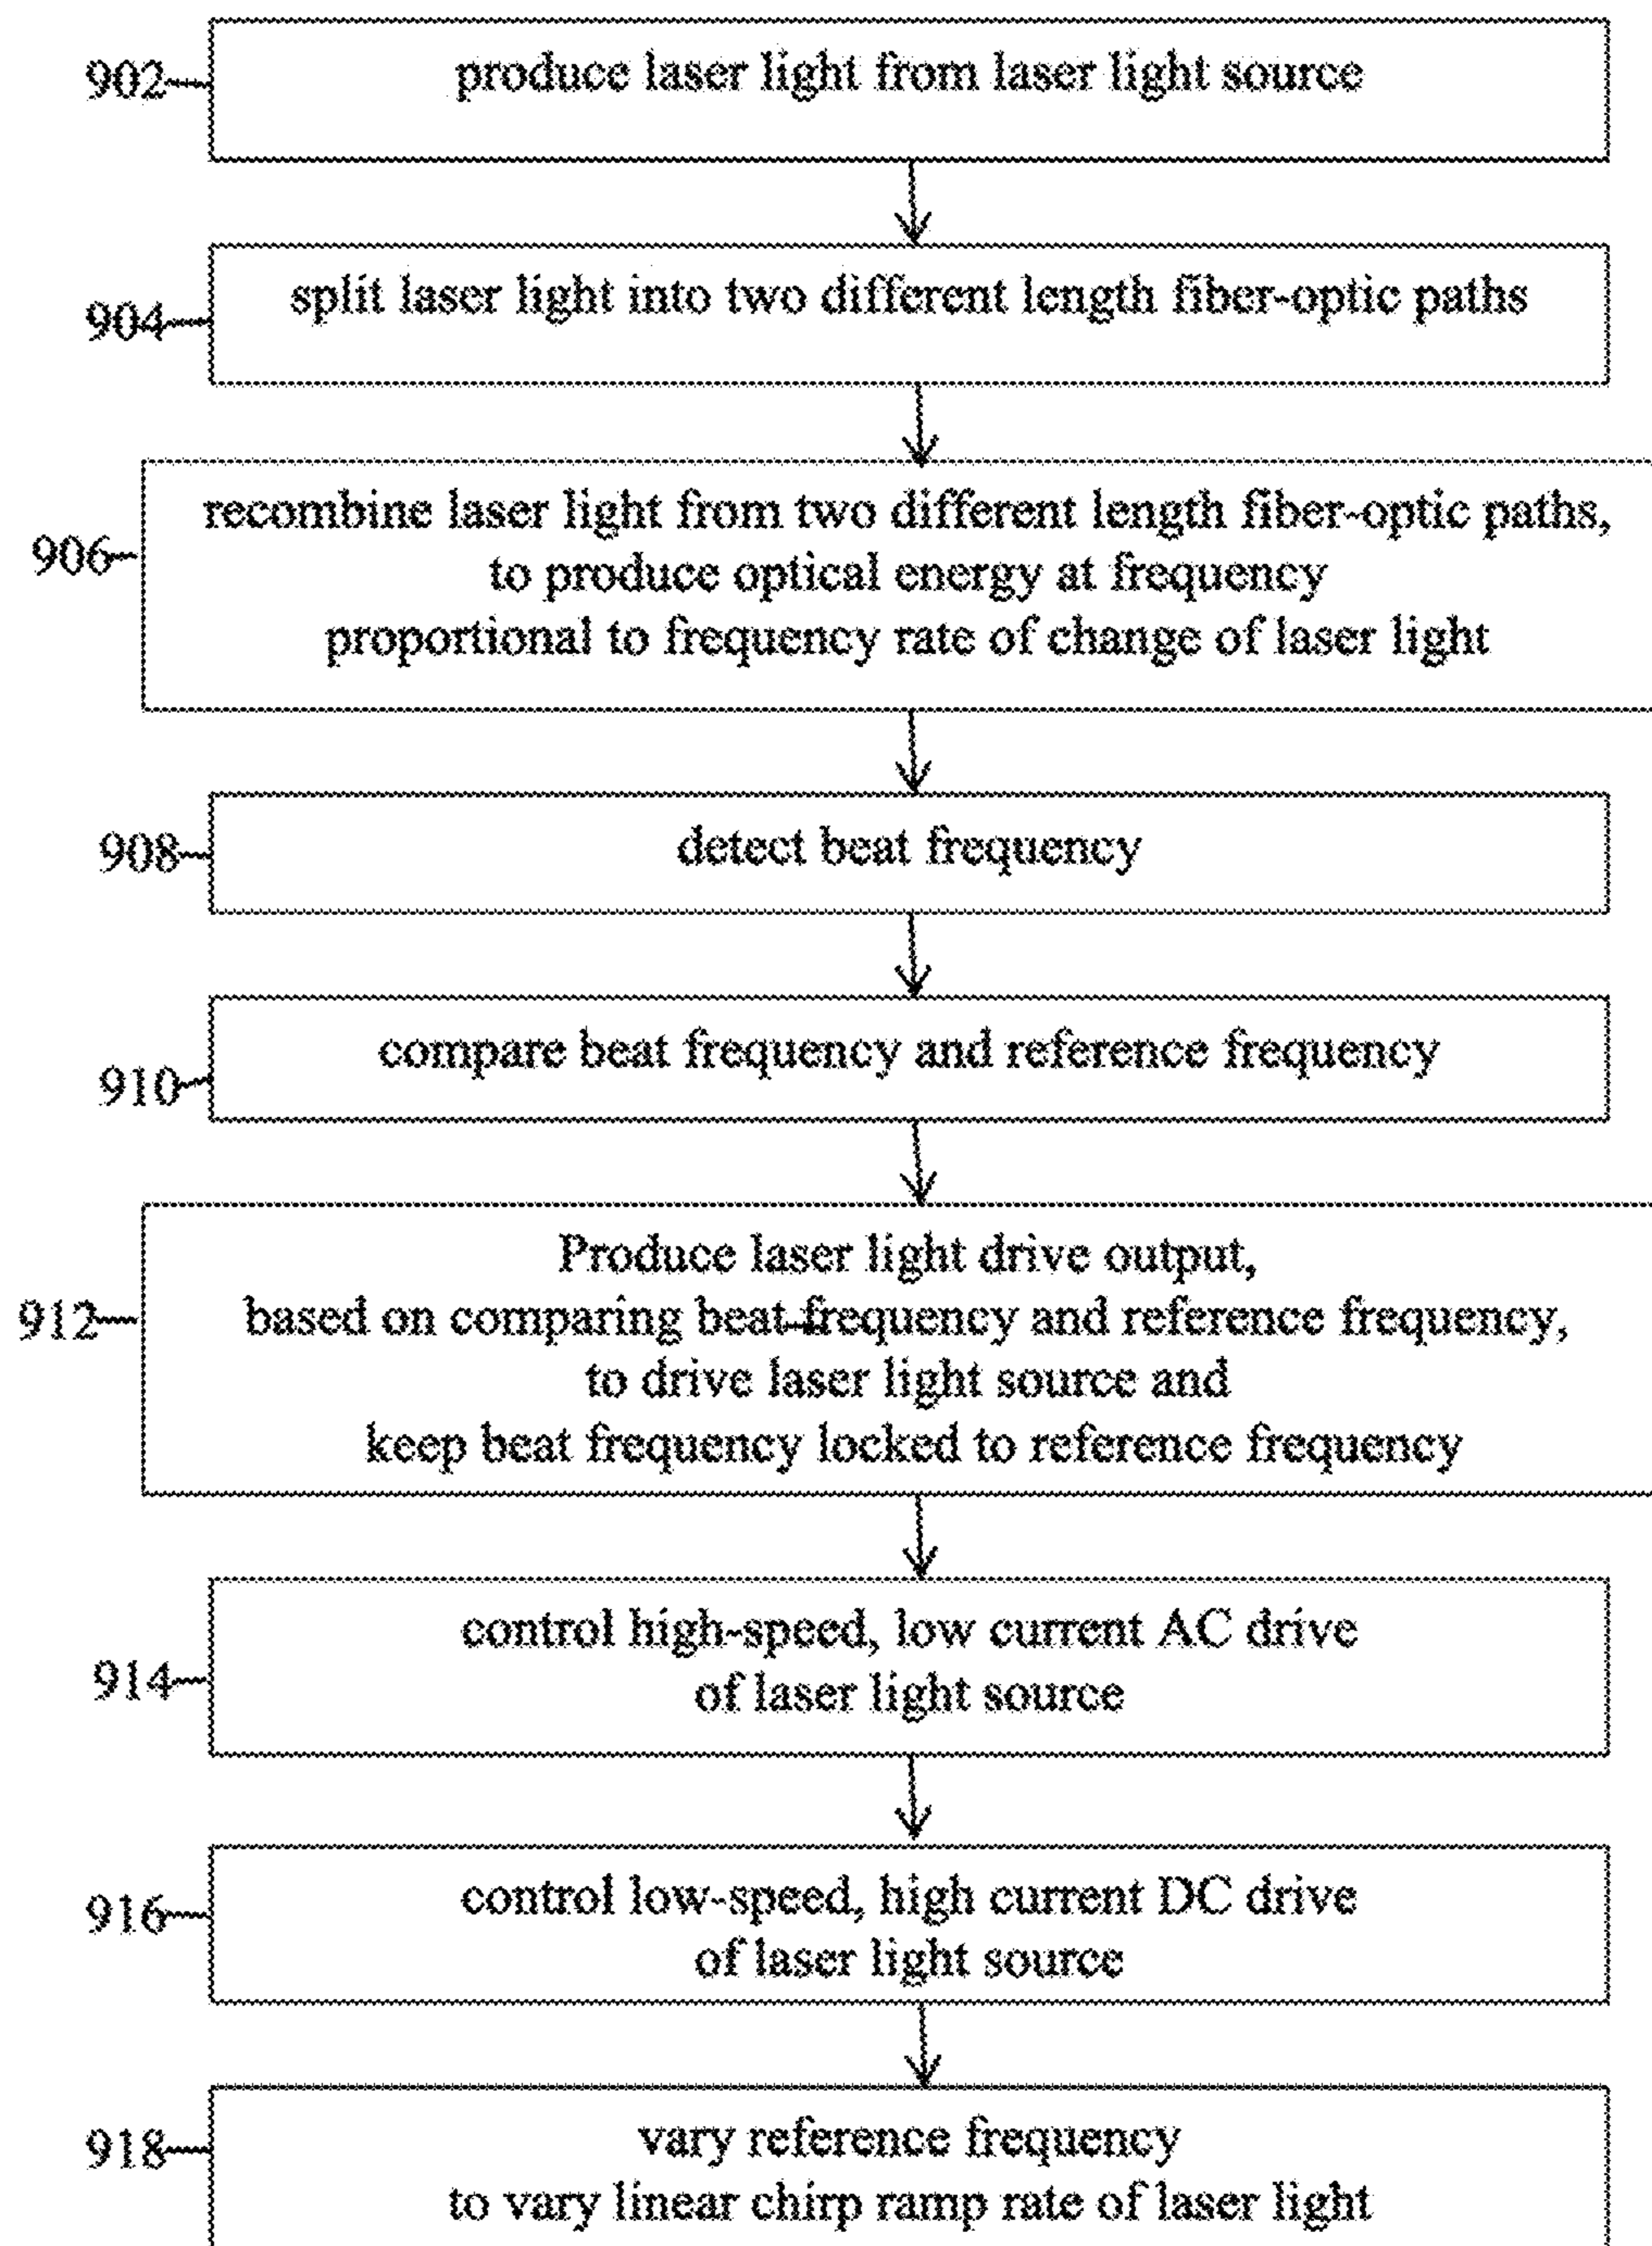 902
produce laser light from laser light source
904
split laser light into two different length fiber-optic paths
906
recombine laser light from two different length fiber-optic paths,
to produce optical energy at frequency
proportional to frequency rate of change of laser light
908
detect beat frequency
910
compare beat frequency and reference frequency
912
Produce laser light drive output,
based on comparing beat frequency and reference frequency,
to drive laser light source and
keep beat frequency locked to reference frequency
914
control high-speed, low current AC drive
of laser light source
916
control low-speed, high current DC drive
of laser light source
918
vary reference frequency
to vary linear chirp ramp rate of laser light